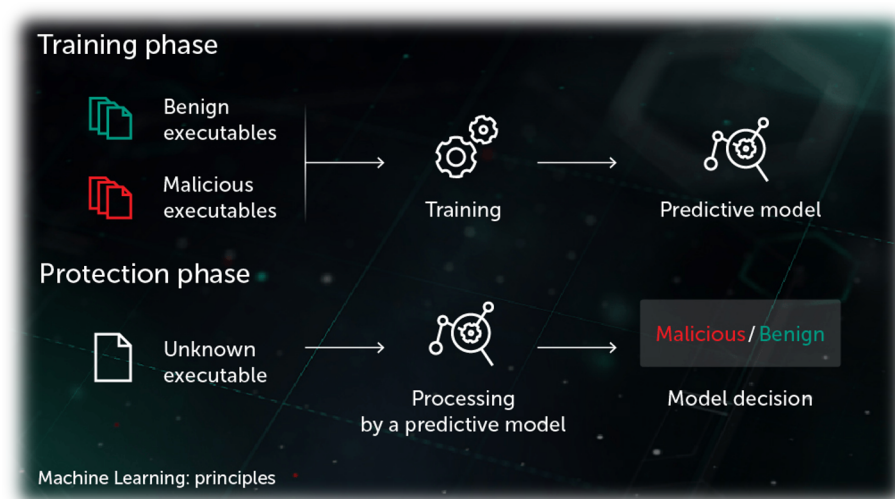 Training phase
Benign
executables
Malicious
executables
Training
Predictive model
Protection phase
Unknown
executable
Processing
by a predictive model
Malicious/Benign
Model decision
Machine Learning: principles